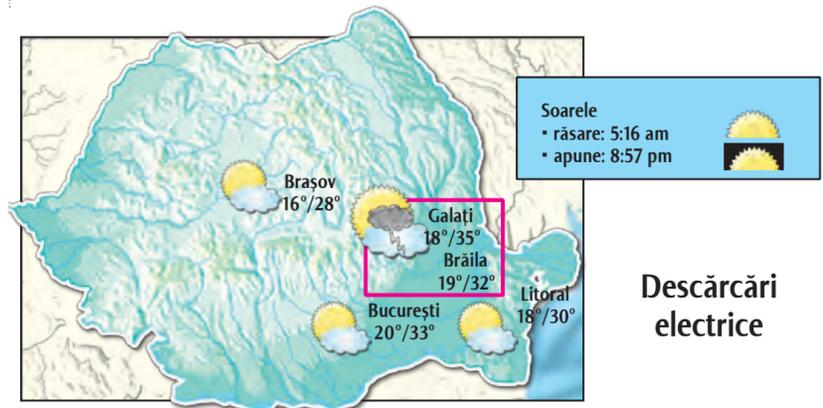 Soarele
▪ răsare: 5:16 am
▪ apune: 8:57 pm
Brașov
16°/28°
Galați
18°/35°
Brăila
19°/32°
Litoral
18°/30°
București
20°/33°
Descărcări
electrice